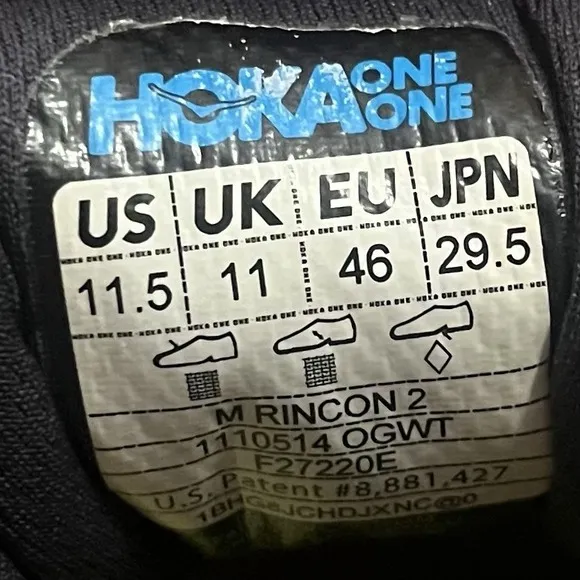 HOKA ONE ONE
US UK EU JPN
11.5 11 46 29.5
M RINCON 2
1110514 OGWT
F27220E
U.S. Patent #8,881,427